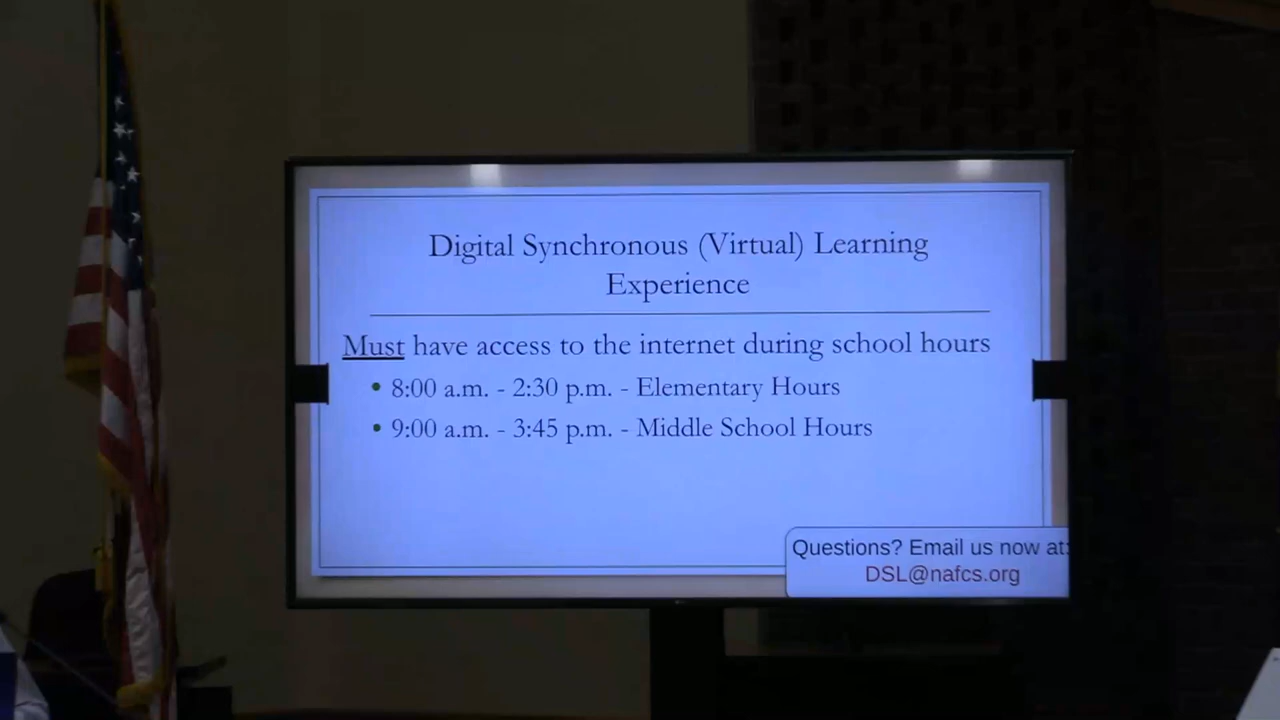 Digital Synchronous (Virtual) Learning
Experience
Must have access to the internet during school hours
• 8:00 a.m. - 2:30 p.m. - Elementary Hours
• 9:00 a.m. - 3:45 p.m. - Middle School Hours
Questions? Email us now at:
DSL@nafcs.org